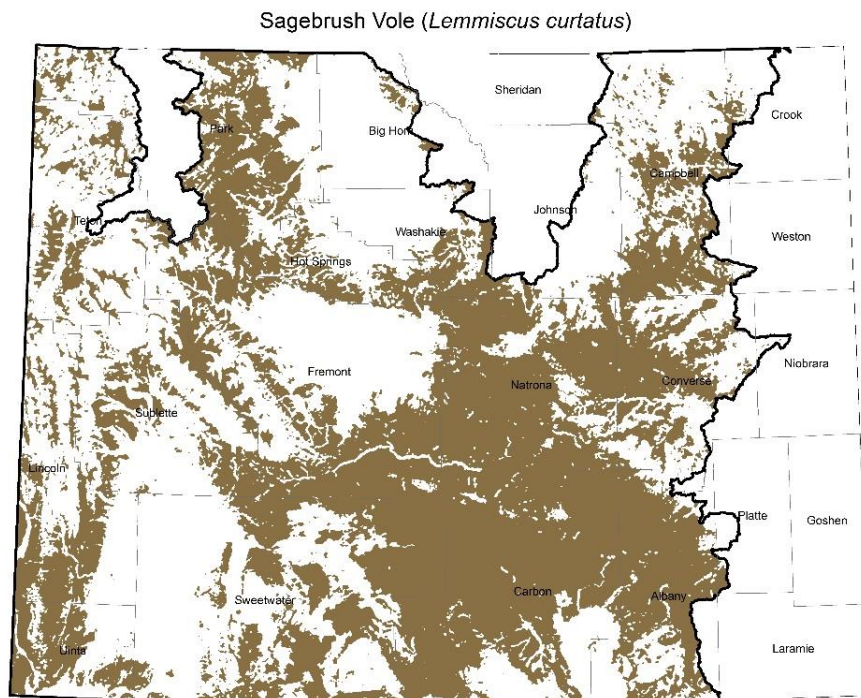 Sagebrush Vole (Lemmiscus curtatus)
Sheridan
Crook
Park
Big Horn
Campbell
Teton
Johnson
Washakie
Weston
Hot Springs
Niobrara
Fremont
Natrona
Converse
Sublette
Lincoln
Platte
Goshen
Sweetwater
Carbon
Albany
Uinta
Laramie